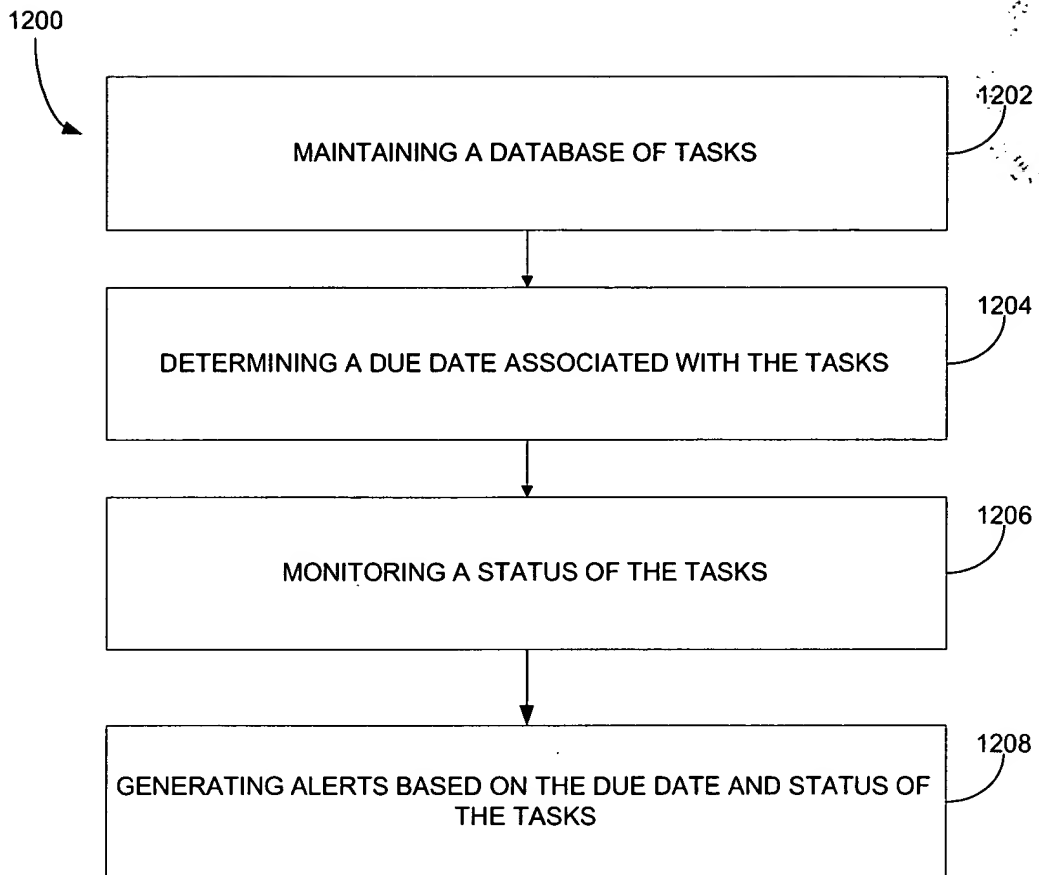 1200
1202
MAINTAINING A DATABASE OF TASKS
1204
DETERMINING A DUE DATE ASSOCIATED WITH THE TASKS
1206
MONITORING A STATUS OF THE TASKS
1208
GENERATING ALERTS BASED ON THE DUE DATE AND STATUS OF
THE TASKS